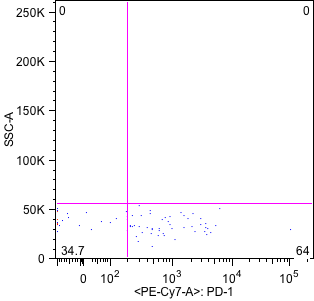 0 0
250K
200K
150K
100K
50K
0
34.7 64
SSC-A
0 10^2 10^3 10^4 10^5
<PE-Cy7-A>: PD-1